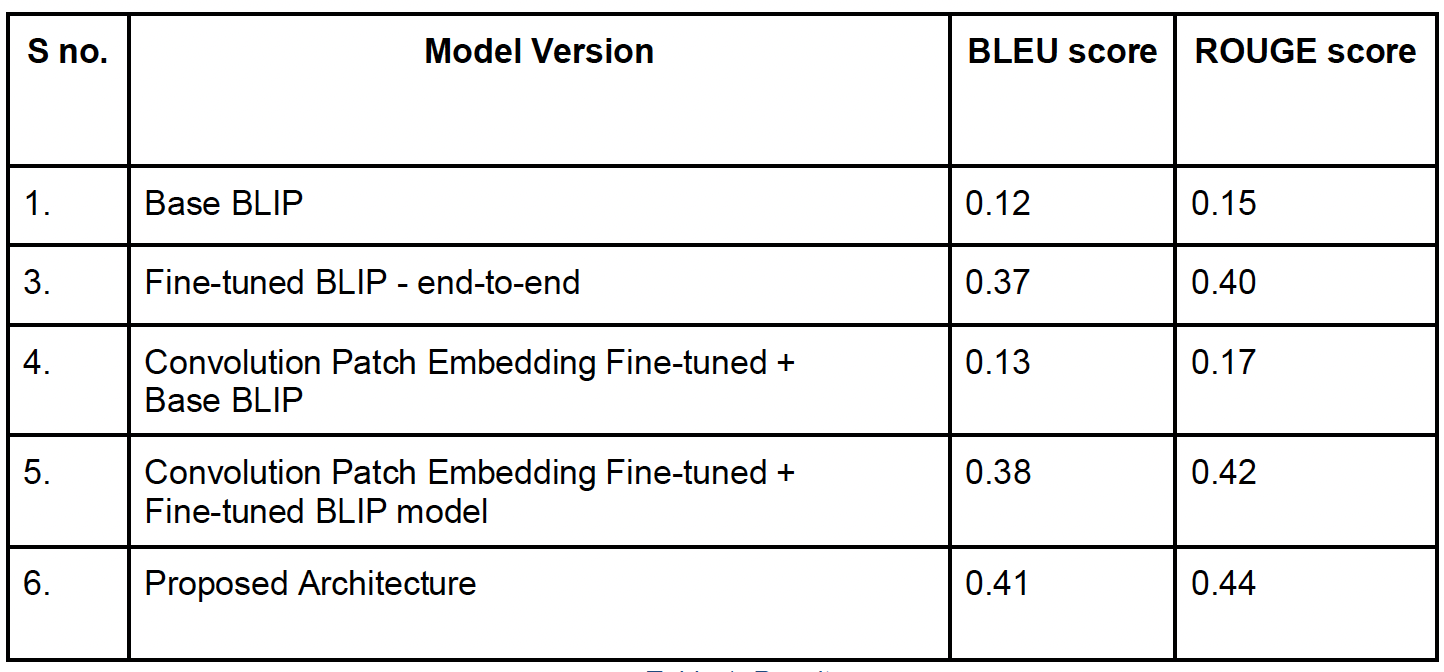 S no. Model Version BLEU score ROUGE score
1. Base BLIP 0.12 0.15
3. Fine-tuned BLIP - end-to-end 0.37 0.40
4. Convolution Patch Embedding Fine-tuned + 0.13 0.17
Base BLIP
5. Convolution Patch Embedding Fine-tuned + 0.38 0.42
Fine-tuned BLIP model
6. Proposed Architecture 0.41 0.44